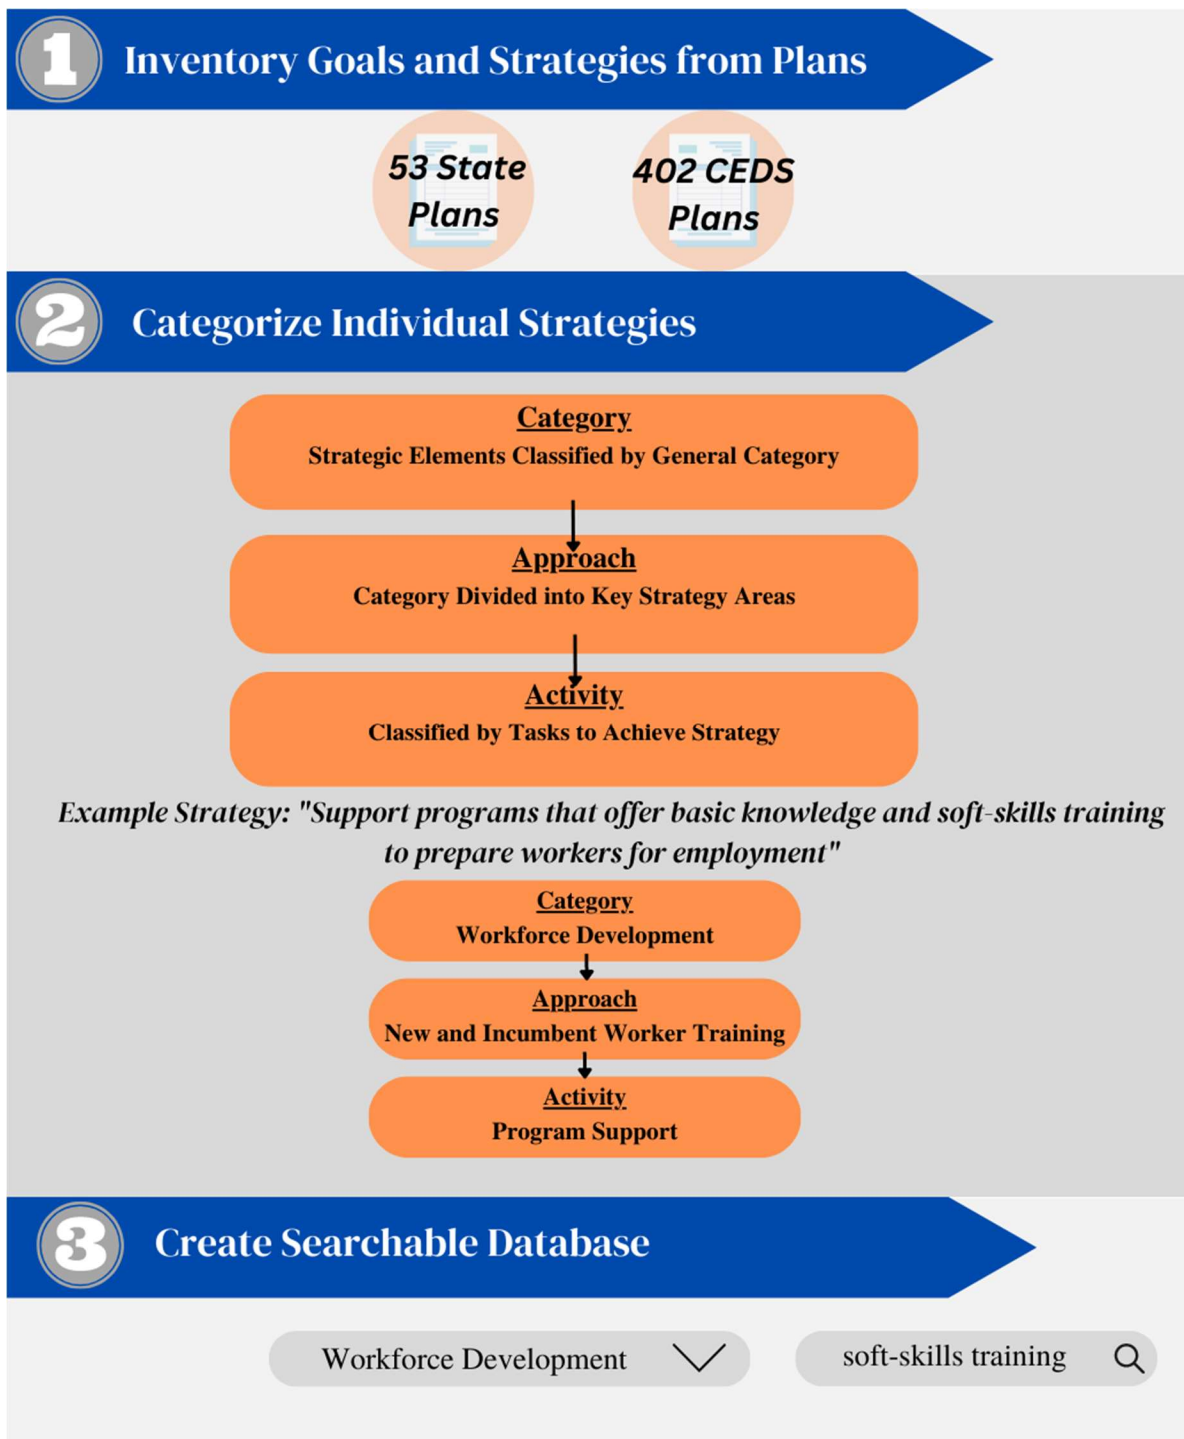 1
Inventory Goals and Strategies from Plans
53 State
Plans
402 CEDS
Plans
2
Categorize Individual Strategies
Category
Strategic Elements Classified by General Category
Approach
Category Divided into Key Strategy Areas
Activity
Classified by Tasks to Achieve Strategy
Example Strategy: "Support programs that offer basic knowledge and soft-skills training
to prepare workers for employment"
Category
Workforce Development
Approach
New and Incumbent Worker Training
Activity
Program Support
3
Create Searchable Database
Workforce Development
soft-skills training